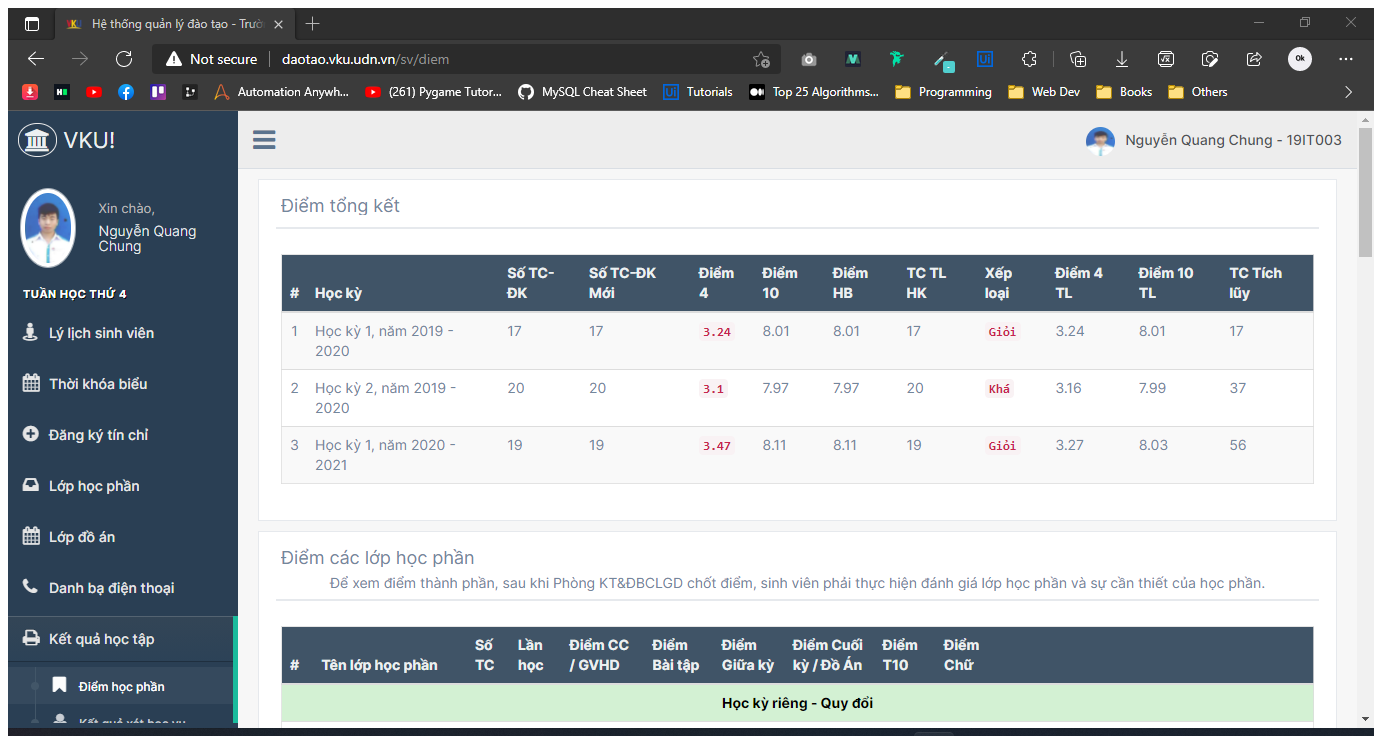 Hệ thống quản lý đào tạo - Trườ
Not secure daotao.vku.udn.vn/sv/diem
Automation Anywh... (261) Pygame Tutor... MySQL Cheat Sheet Tutorials Top 25 Algorithms... Programming Web Dev Books Others
VKU!
Nguyễn Quang Chung - 19IT003
Xin chào,
Nguyễn Quang
Chung
TUẦN HỌC THỨ 4
Lý lịch sinh viên
Thời khóa biểu
Đăng ký tín chỉ
Lớp học phần
Lớp đồ án
Danh bạ điện thoại
Kết quả học tập
Điểm học phần
Kết quả xét học vụ
Điểm tổng kết
# Học kỳ Số TC-ĐK Số TC-ĐK Mới Điểm 4 Điểm 10 Điểm HB TC TL HK Xếp loại Điểm 4 TL Điểm 10 TL TC Tích lũy
1 Học kỳ 1, năm 2019 - 2020 17 17 3.24 8.01 8.01 17 Giỏi 3.24 8.01 17
2 Học kỳ 2, năm 2019 - 2020 20 20 3.1 7.97 7.97 20 Khá 3.16 7.99 37
3 Học kỳ 1, năm 2020 - 2021 19 19 3.47 8.11 8.11 19 Giỏi 3.27 8.03 56
Điểm các lớp học phần
Để xem điểm thành phần, sau khi Phòng KT&ĐBCLGD chốt điểm, sinh viên phải thực hiện đánh giá lớp học phần và sự cần thiết của học phần.
# Tên lớp học phần Số TC Lần học Điểm CC / GVHD Điểm Bài tập Điểm Giữa kỳ Điểm Cuối kỳ / Đồ Án Điểm T10 Điểm Chữ
Học kỳ riêng - Quy đổi